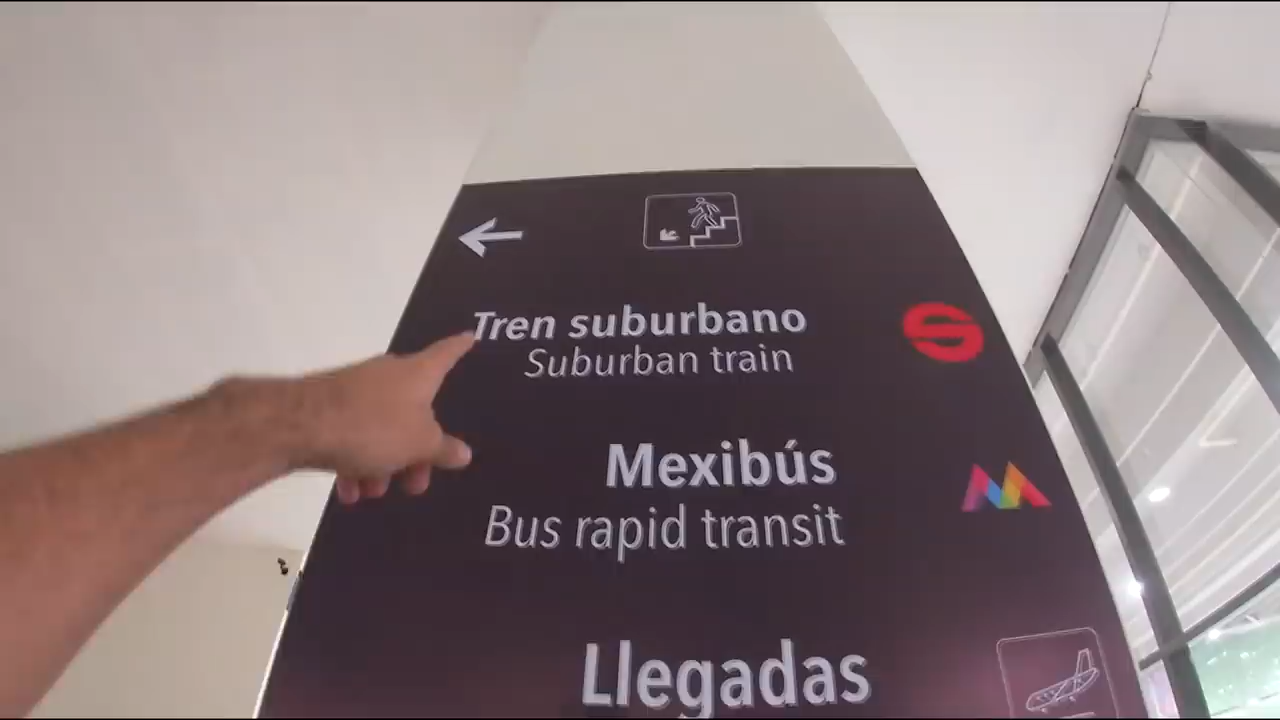 Tren suburbano
Suburban train
Mexibús
Bus rapid transit
Llegadas